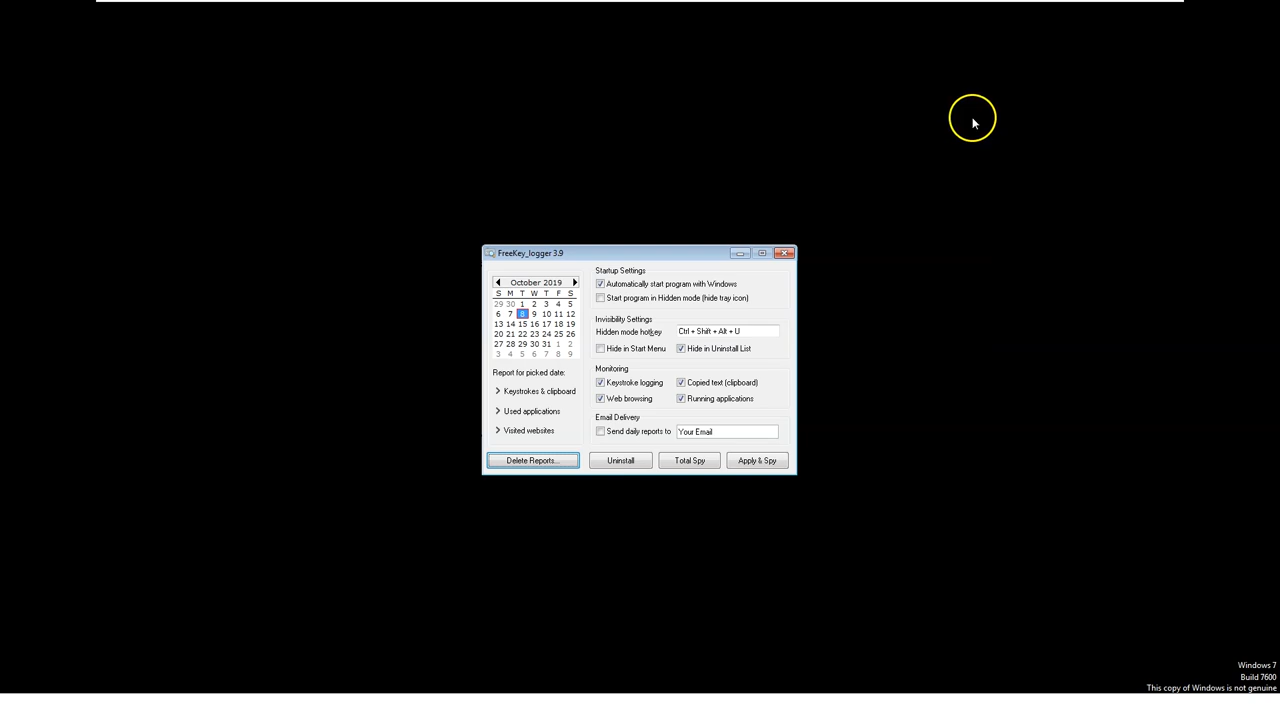 FreeKey_logger 3.9
October 2019
S M T W T F S
29 30 1 2 3 4 5
6 7 8 9 10 11 12
13 14 15 16 17 18 19
20 21 22 23 24 25 26
27 28 29 30 31 1 2
3 4 5 6 7 8 9
Report for picked date:
Keystrokes & clipboard
Used applications
Visited websites
Delete Reports...
Startup Settings
Automatically start program with Windows
Start program in Hidden mode (hide tray icon)
Invisibility Settings
Hidden mode hotkey Ctrl + Shift + Alt + U
Hide in Start Menu Hide in Uninstall List
Monitoring
Keystroke logging Copied text (clipboard)
Web browsing Running applications
Email Delivery
Send daily reports to Your Email
Uninstall Total Spy Apply & Spy
Windows 7
Build 7600
This copy of Windows is not genuine